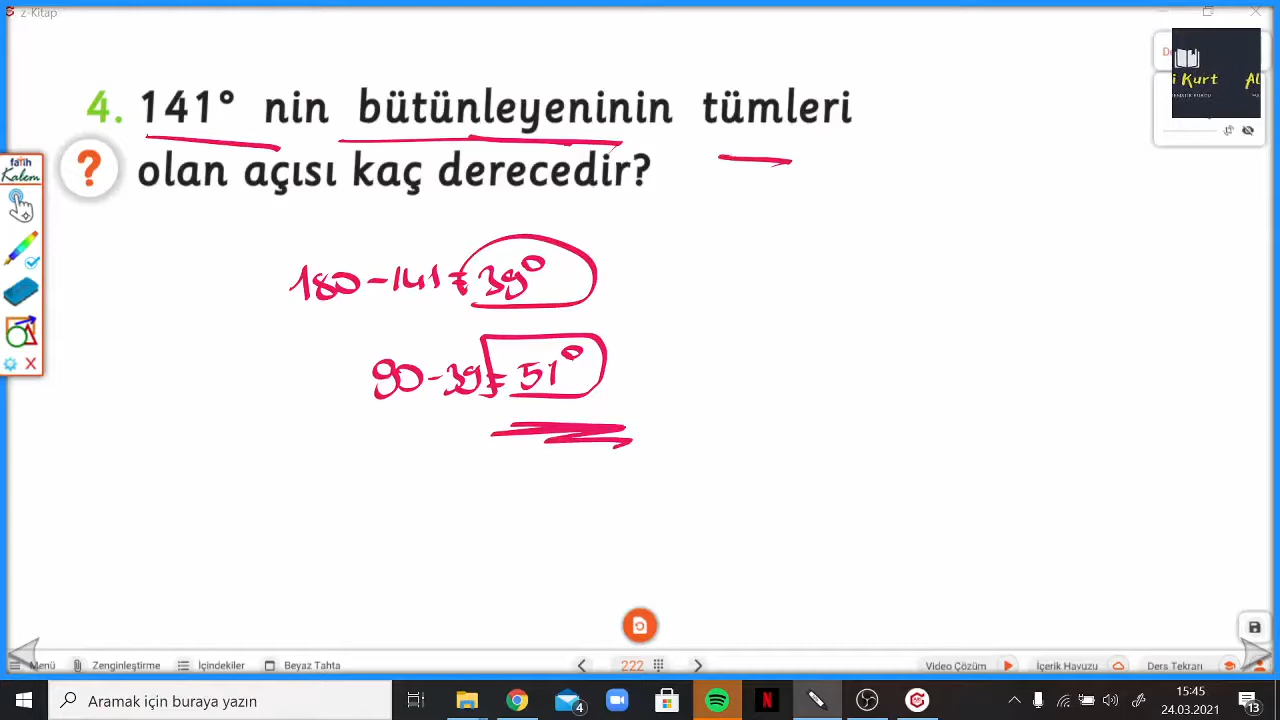 z-Kitap
4. 141° nin bütünleyeninin tümleri
? olan açısı kaç derecedir?
fatih
Kalem
i Kurt
180-141=39°
90-39=51°
Menü
Zenginleştirme
İçindekiler
Beyaz Tahta
222
Video Çözüm
İçerik Havuzu
Ders Tekrarı
Aramak için buraya yazın
4
15:45
24.03.2021
13